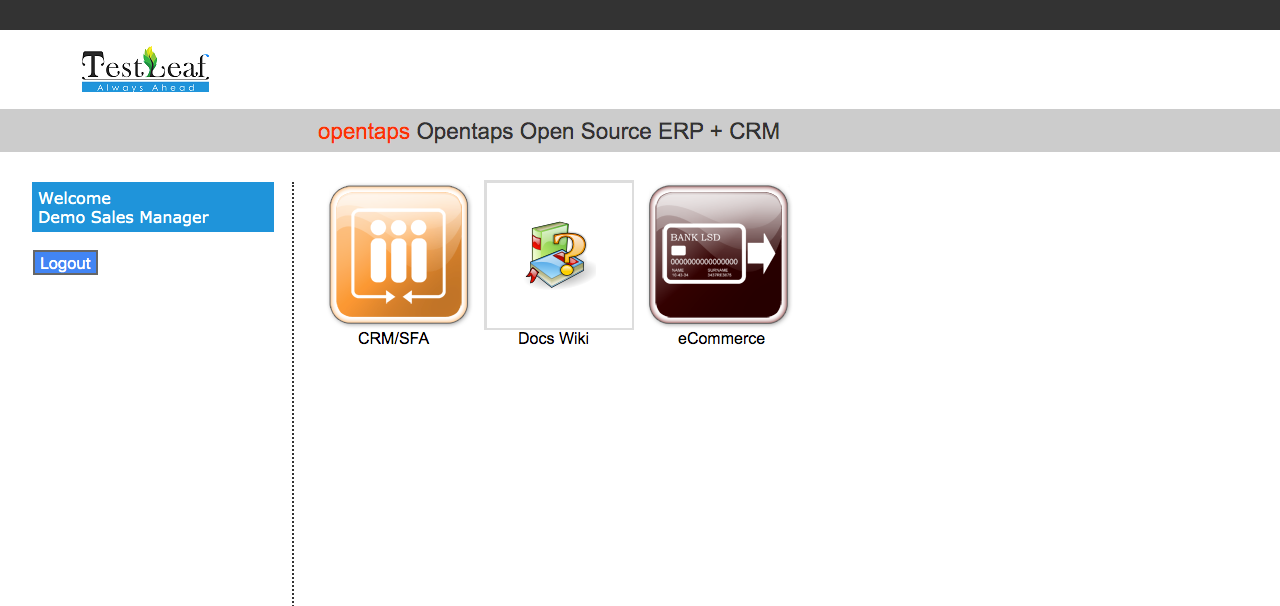 TestLeaf
Always Ahead
opentaps Opentaps Open Source ERP + CRM
Welcome
Demo Sales Manager
Logout
BANK LSD
0000000000000000
NAME SURNAME
CRM/SFA
Docs Wiki
eCommerce